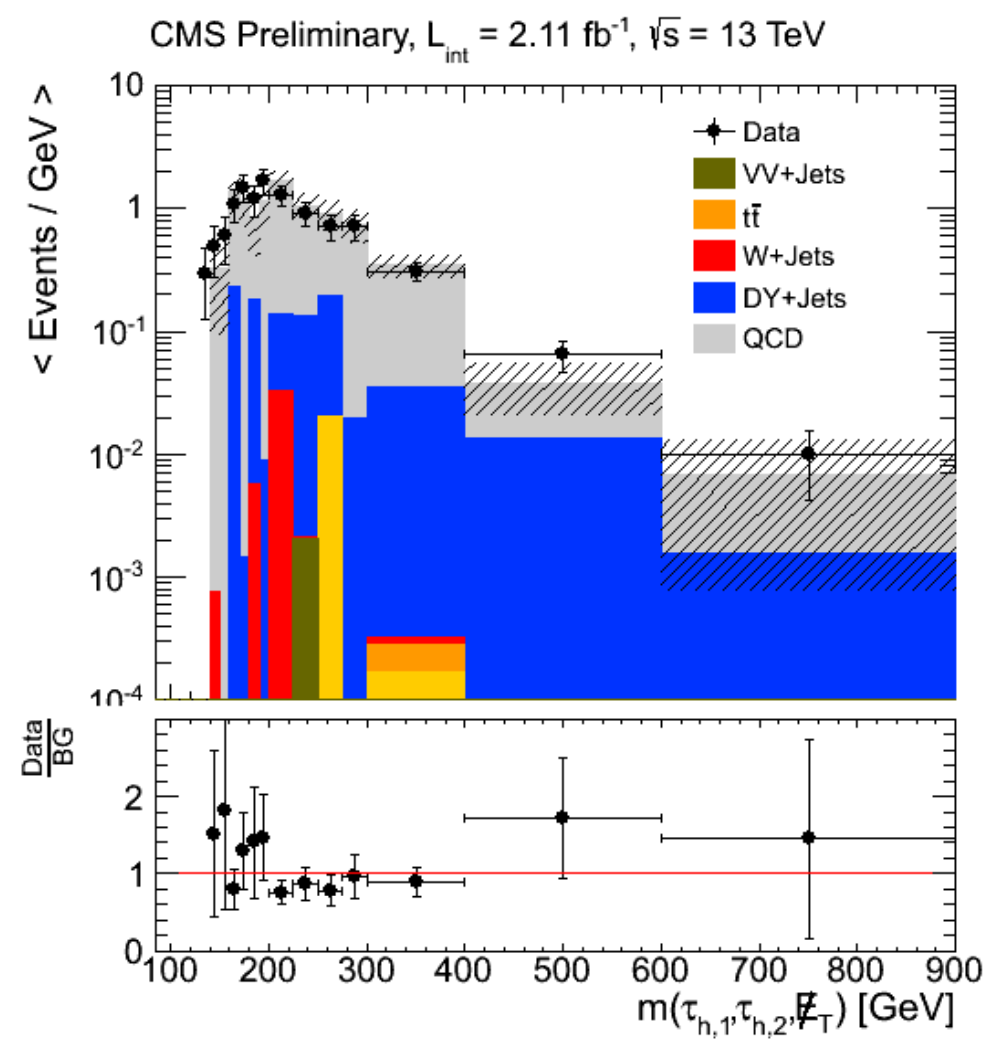 CMS Preliminary, L_int = 2.11 fb⁻¹, √s = 13 TeV
< Events / GeV >
10
1
10⁻¹
10⁻²
10⁻³
10⁻⁴
Data
VV+Jets
tt̄
W+Jets
DY+Jets
QCD
Data
BG
2
1
0
100 200 300 400 500 600 700 800 900
m(τ_h,1,τ_h,2,E̸_T) [GeV]